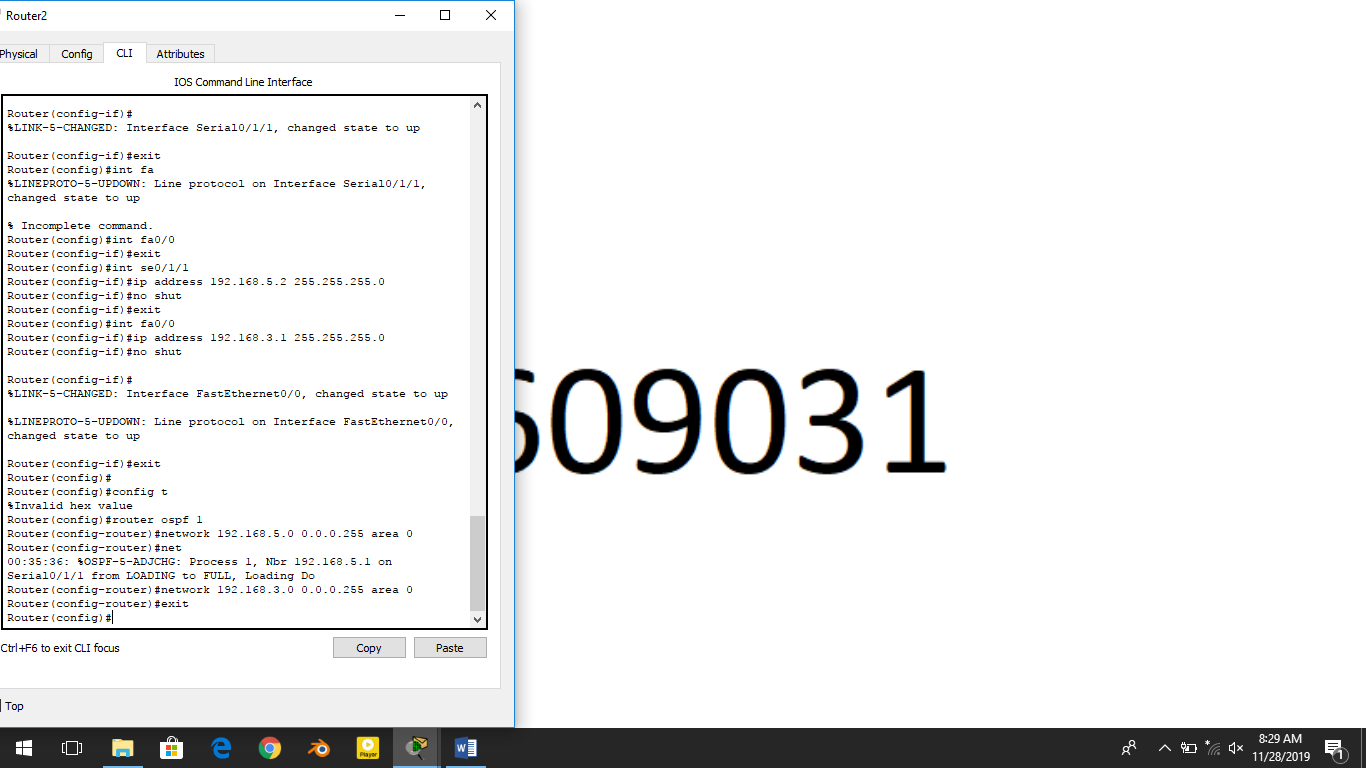 Router2
Physical Config CLI Attributes
IOS Command Line Interface
Router(config-if)#
%LINK-5-CHANGED: Interface Serial0/1/1, changed state to up
Router(config-if)#exit
Router(config)#int fa
%LINEPROTO-5-UPDOWN: Line protocol on Interface Serial0/1/1,
changed state to up
% Incomplete command.
Router(config)#int fa0/0
Router(config-if)#exit
Router(config)#int se0/1/1
Router(config-if)#ip address 192.168.5.2 255.255.255.0
Router(config-if)#no shut
Router(config-if)#exit
Router(config)#int fa0/0
Router(config-if)#ip address 192.168.3.1 255.255.255.0
Router(config-if)#no shut
Router(config-if)#
%LINK-5-CHANGED: Interface FastEthernet0/0, changed state to up
%LINEPROTO-5-UPDOWN: Line protocol on Interface FastEthernet0/0,
changed state to up
Router(config-if)#exit
Router(config)#
Router(config)#config t
%Invalid hex value
Router(config)#router ospf 1
Router(config-router)#network 192.168.5.0 0.0.0.255 area 0
Router(config-router)#net
00:35:36: %OSPF-5-ADJCHG: Process 1, Nbr 192.168.5.1 on
Serial0/1/1 from LOADING to FULL, Loading Do
Router(config-router)#network 192.168.3.0 0.0.0.255 area 0
Router(config-router)#exit
Router(config)#
Ctrl+F6 to exit CLI focus
Copy Paste
Top
609031
Player
8:29 AM
11/28/2019
1